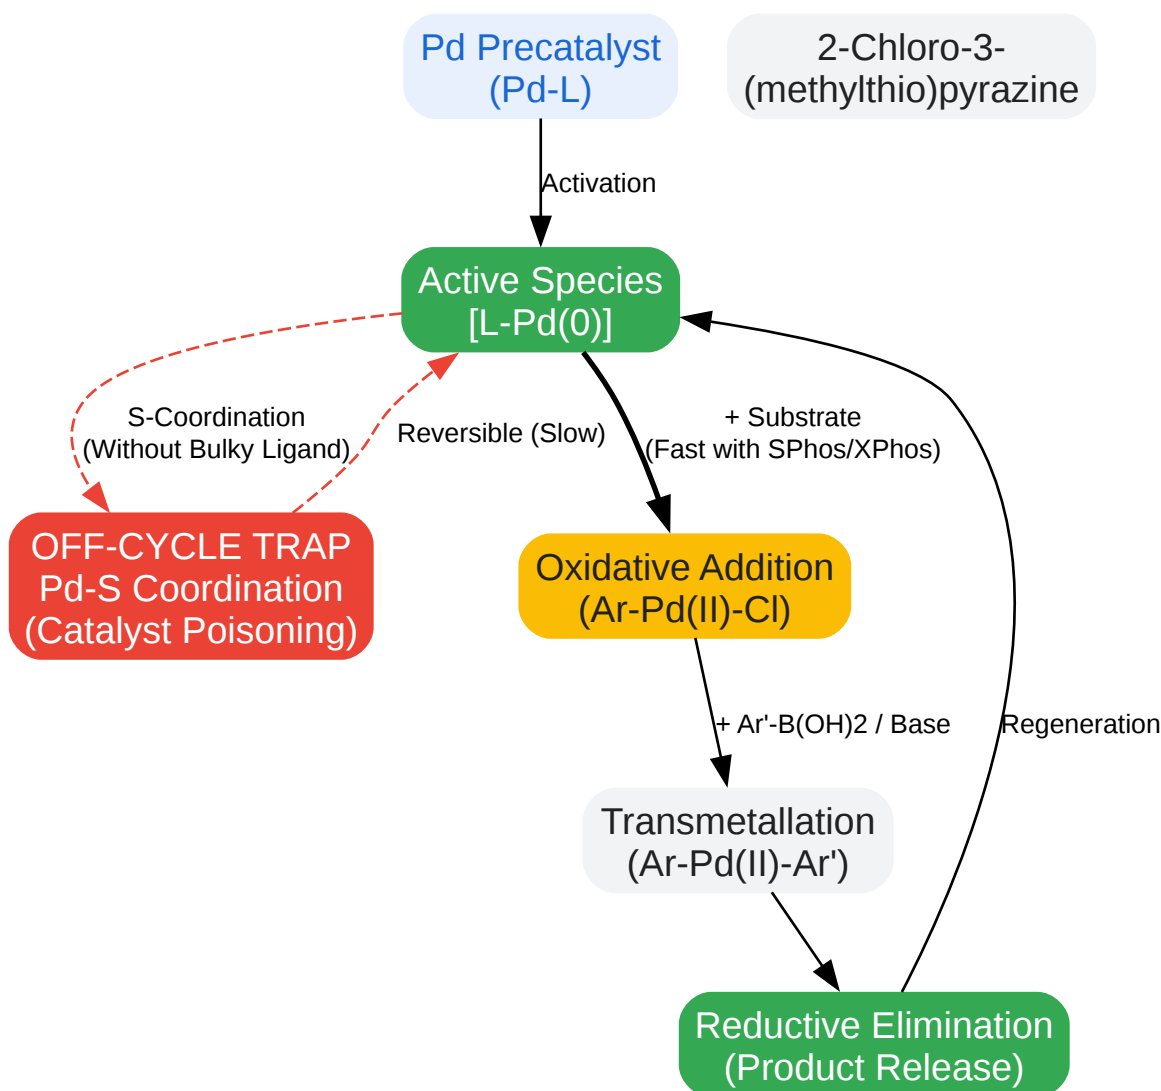 Pd Precatalyst
(Pd-L)
2-Chloro-3-
(methylthio)pyrazine
Activation
Active Species
[L-Pd(0)]
S-Coordination
(Without Bulky Ligand)
Reversible (Slow)
+ Substrate
(Fast with SPhos/XPhos)
OFF-CYCLE TRAP
Pd-S Coordination
(Catalyst Poisoning)
Oxidative Addition
(Ar-Pd(II)-Cl)
+ Ar'-B(OH)2 / Base
Regeneration
Transmetallation
(Ar-Pd(II)-Ar')
Reductive Elimination
(Product Release)